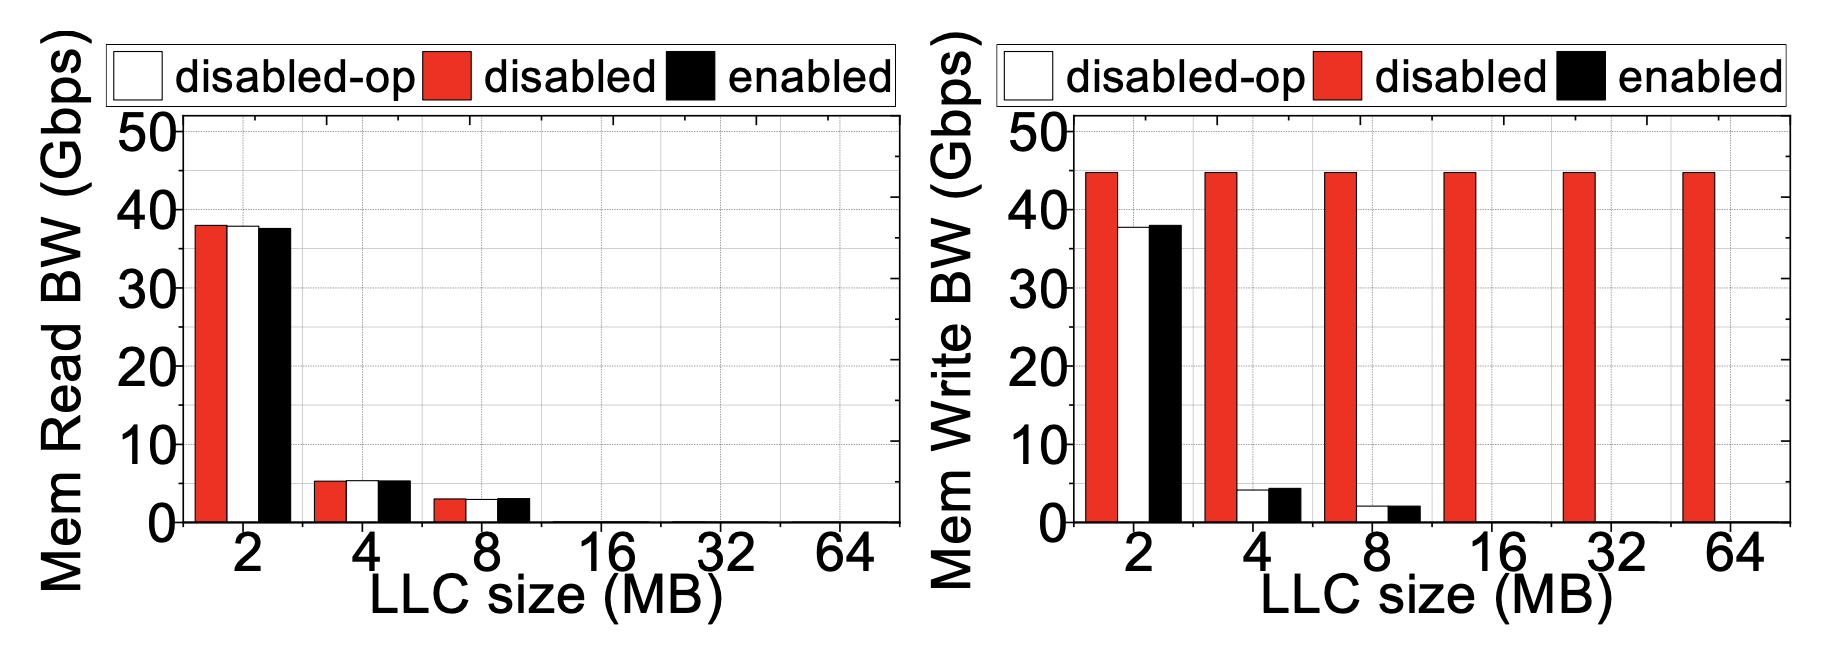 Mem Read BW (Gbps)
disabled-op disabled enabled
50
40
30
20
10
0
2 4 8 16 32 64
LLC size (MB)
Mem Write BW (Gbps)
disabled-op disabled enabled
50
40
30
20
10
0
2 4 8 16 32 64
LLC size (MB)